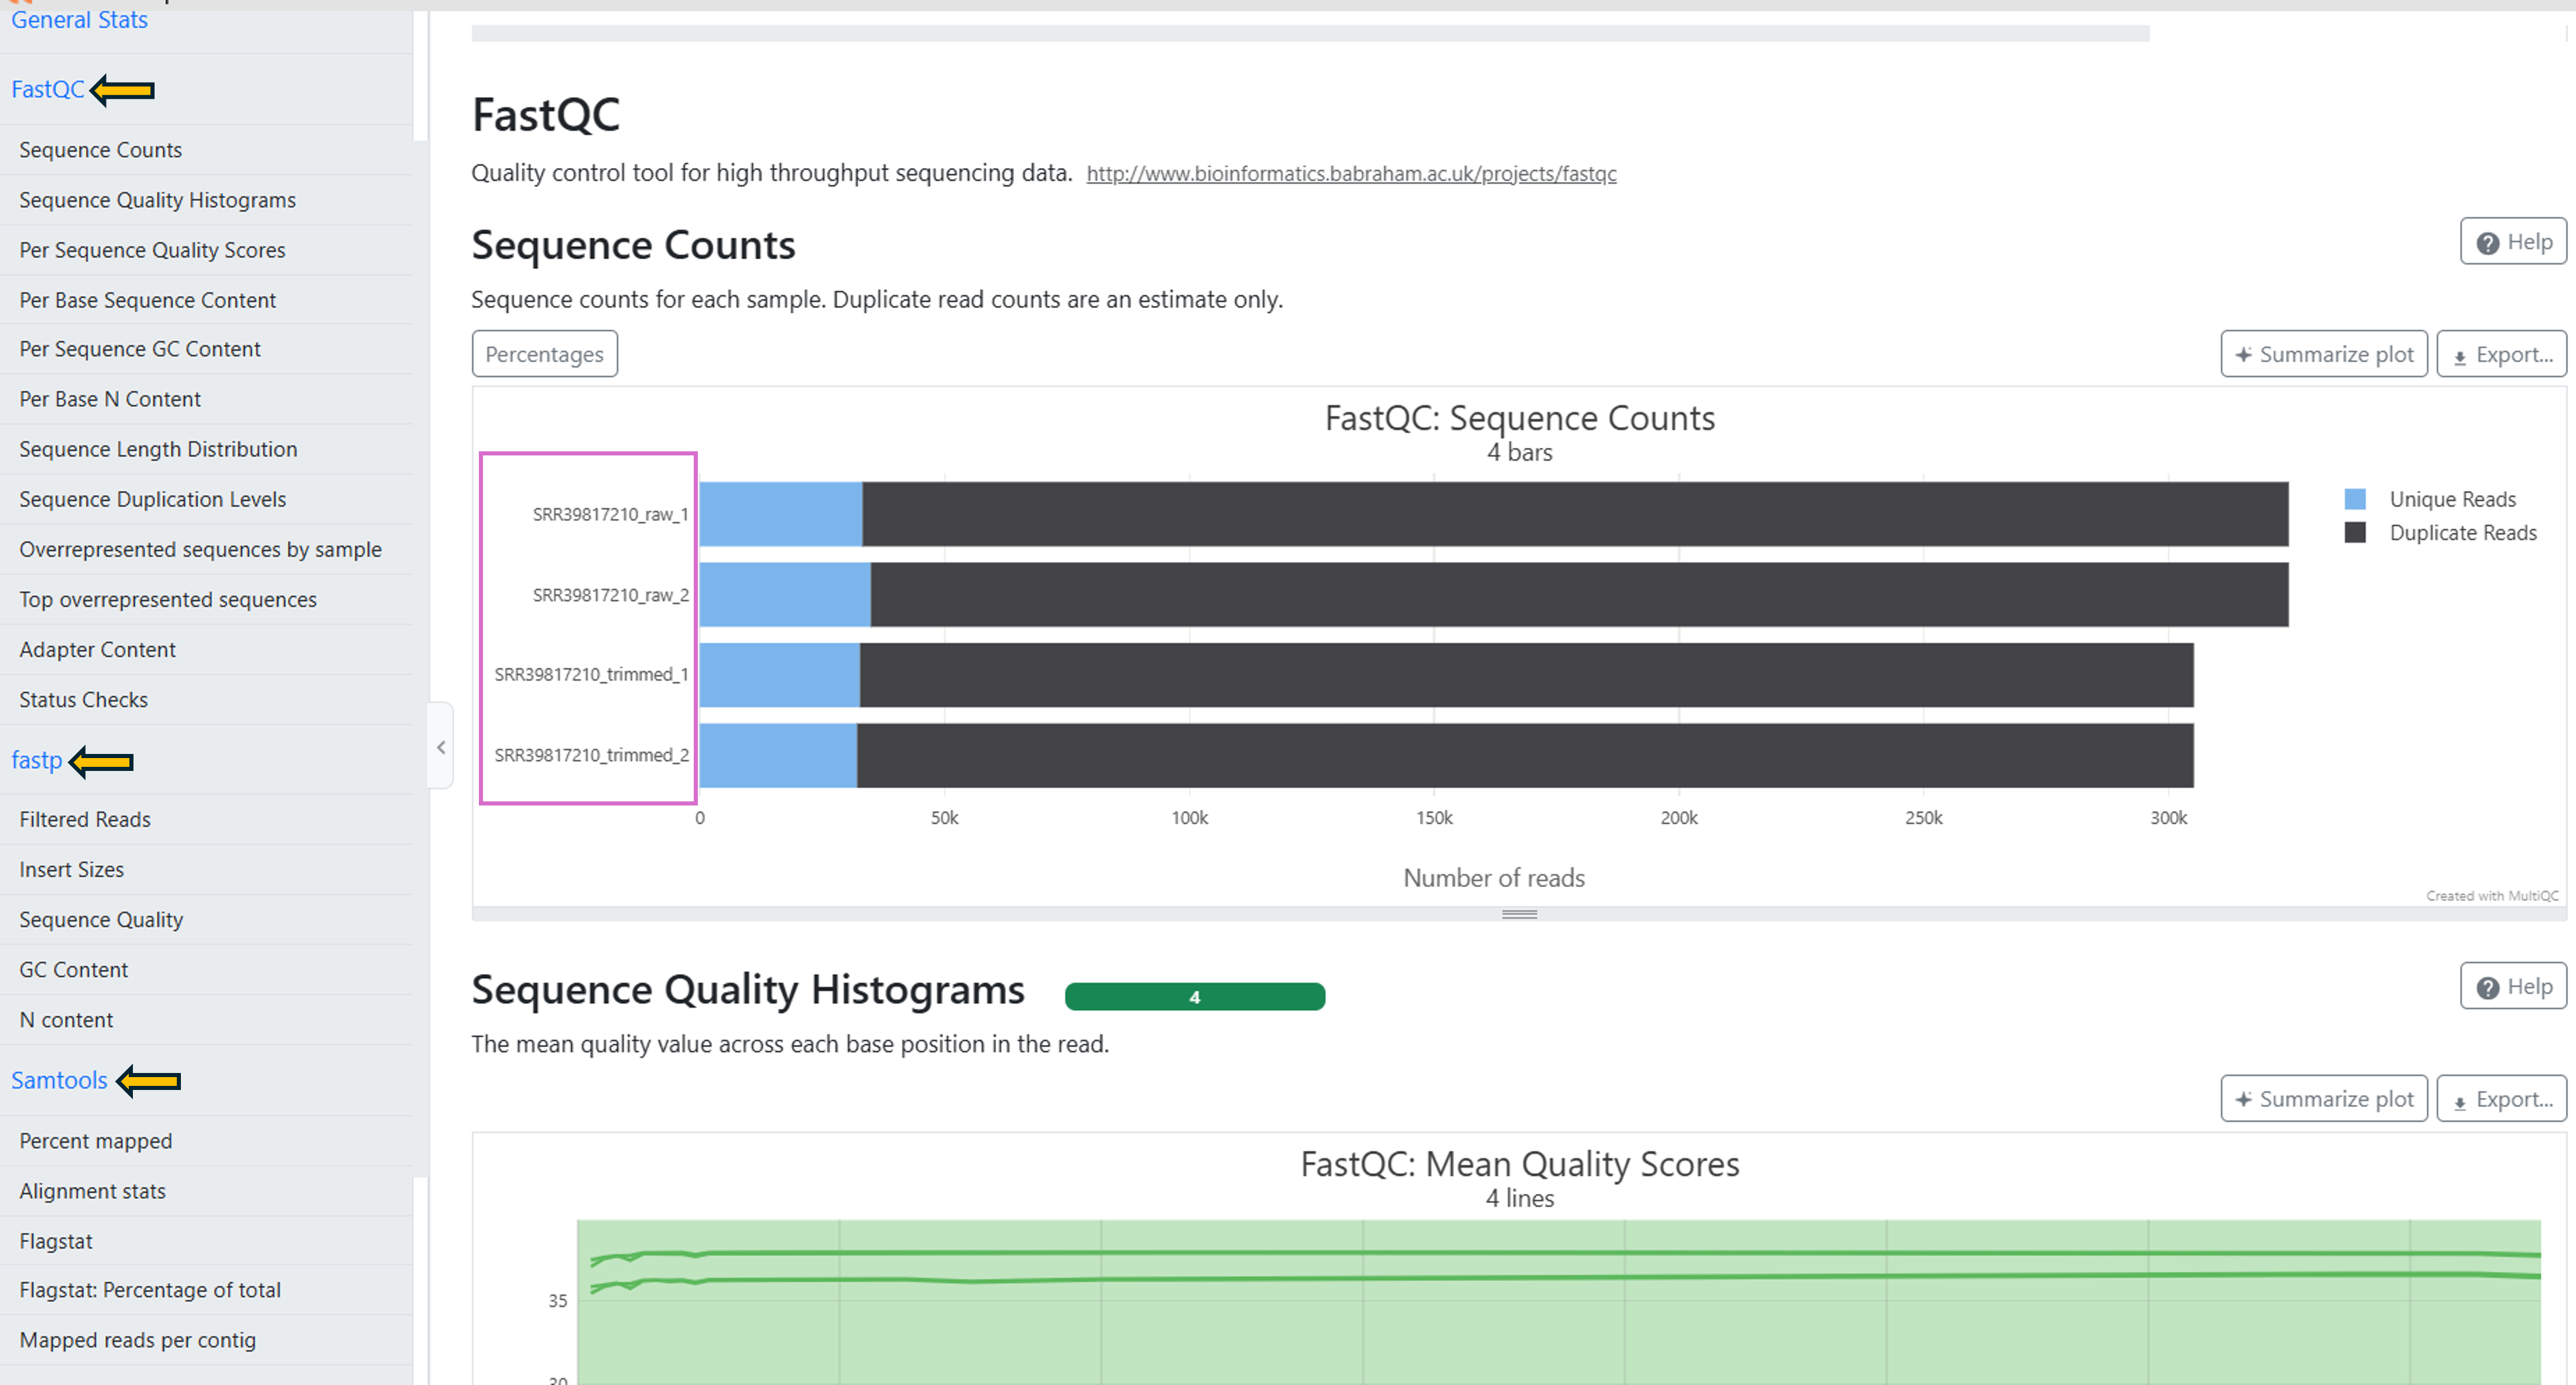 General Stats
FastQC
Sequence Counts
Sequence Quality Histograms
Per Sequence Quality Scores
Per Base Sequence Content
Per Sequence GC Content
Per Base N Content
Sequence Length Distribution
Sequence Duplication Levels
Overrepresented sequences by sample
Top overrepresented sequences
Adapter Content
Status Checks
fastp
Filtered Reads
Insert Sizes
Sequence Quality
GC Content
N content
Samtools
Percent mapped
Alignment stats
Flagstat
Flagstat: Percentage of total
Mapped reads per contig
FastQC
Quality control tool for high throughput sequencing data. http://www.bioinformatics.babraham.ac.uk/projects/fastqc
Sequence Counts
Help
Sequence counts for each sample. Duplicate read counts are an estimate only.
Percentages
Summarize plot
Export...
FastQC: Sequence Counts
4 bars
SRR39817210_raw_1
SRR39817210_raw_2
SRR39817210_trimmed_1
SRR39817210_trimmed_2
Unique Reads
Duplicate Reads
0 50k 100k 150k 200k 250k 300k
Number of reads
Created with MultiQC
Sequence Quality Histograms
4
Help
The mean quality value across each base position in the read.
Summarize plot
Export...
FastQC: Mean Quality Scores
4 lines
35
30